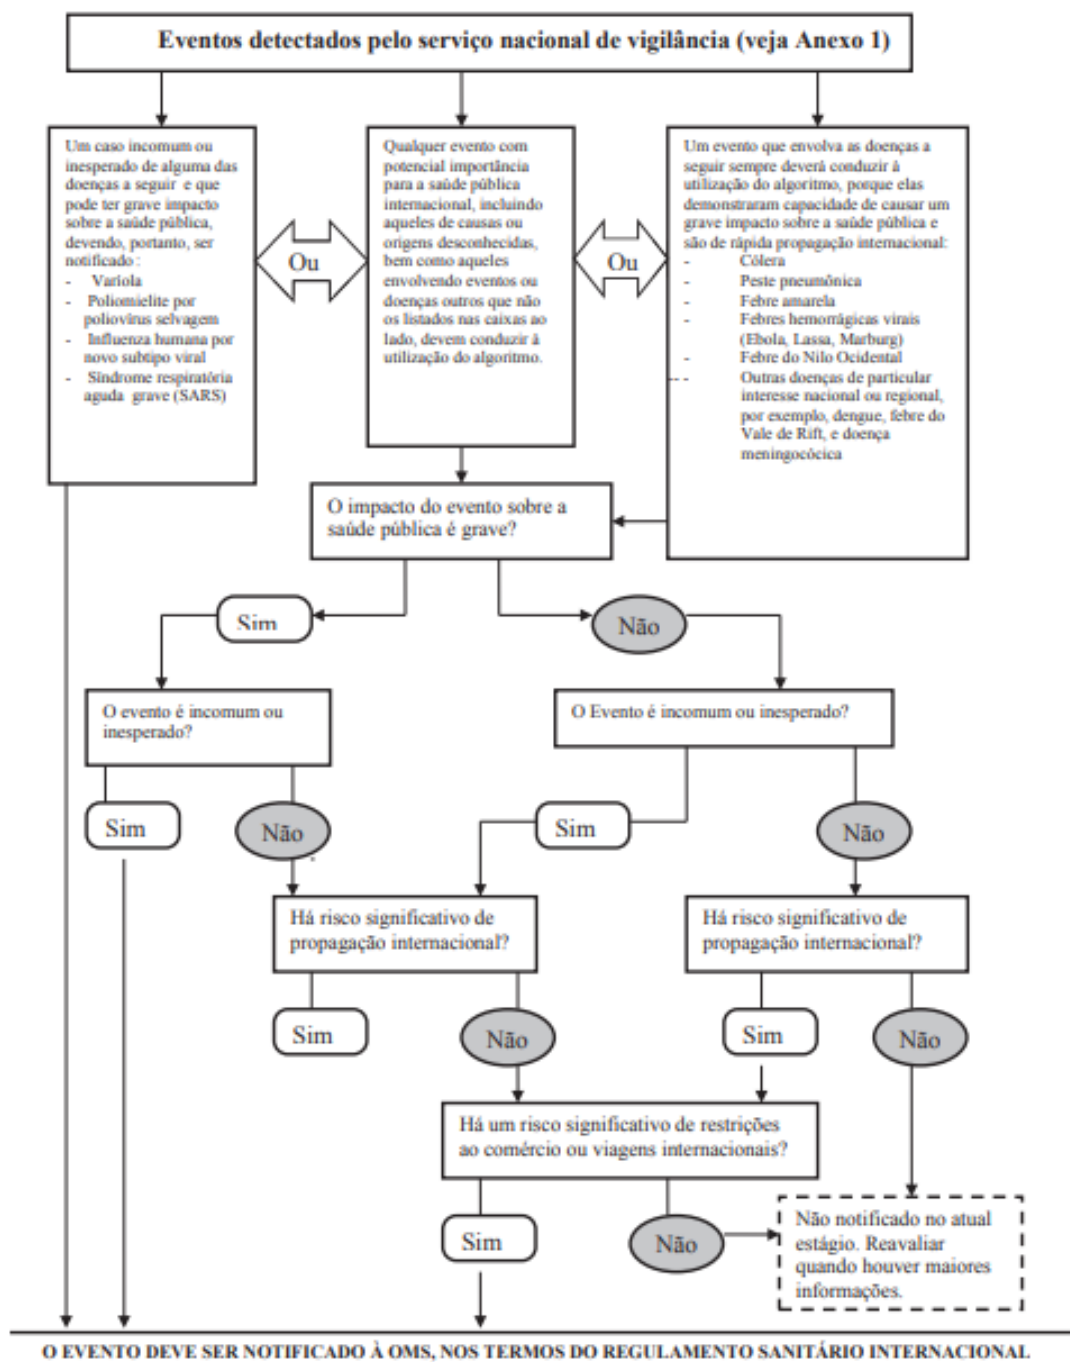 Eventos detectados pelo serviço nacional de vigilância (veja Anexo 1)
Um caso incomum ou
inesperado de alguma das
doenças a seguir e que
pode ter grave impacto
sobre a saúde pública,
devendo, portanto, ser
notificado :
- Varíola
- Poliomielite por
poliovírus selvagem
- Influenza humana por
novo subtipo viral
- Síndrome respiratória
aguda grave (SARS)
Ou
Qualquer evento com
potencial importância
para a saúde pública
internacional, incluindo
aqueles de causas ou
origens desconhecidas,
bem como aqueles
envolvendo eventos ou
doenças outros que não
os listados nas caixas ao
lado, devem conduzir à
utilização do algoritmo.
Ou
Um evento que envolva as doenças a
seguir sempre deverá conduzir à
utilização do algoritmo, porque elas
demonstraram capacidade de causar um
grave impacto sobre a saúde pública e
são de rápida propagação internacional:
- Cólera
- Peste pneumônica
- Febre amarela
- Febres hemorrágicas virais
(Ebola, Lassa, Marburg)
- Febre do Nilo Ocidental
-- - Outras doenças de particular
interesse nacional ou regional,
por exemplo, dengue, febre do
Vale de Rift, e doença
meningocócica
O impacto do evento sobre a
saúde pública é grave?
Sim
Não
O evento é incomum ou
inesperado?
O Evento é incomum ou inesperado?
Sim
Não
Sim
Não
Há risco significativo de
propagação internacional?
Há risco significativo de
propagação internacional?
Sim
Não
Sim
Não
Há um risco significativo de restrições
ao comércio ou viagens internacionais?
Sim
Não
Não notificado no atual
estágio. Reavaliar
quando houver maiores
informações.
O EVENTO DEVE SER NOTIFICADO À OMS, NOS TERMOS DO REGULAMENTO SANITÁRIO INTERNACIONAL